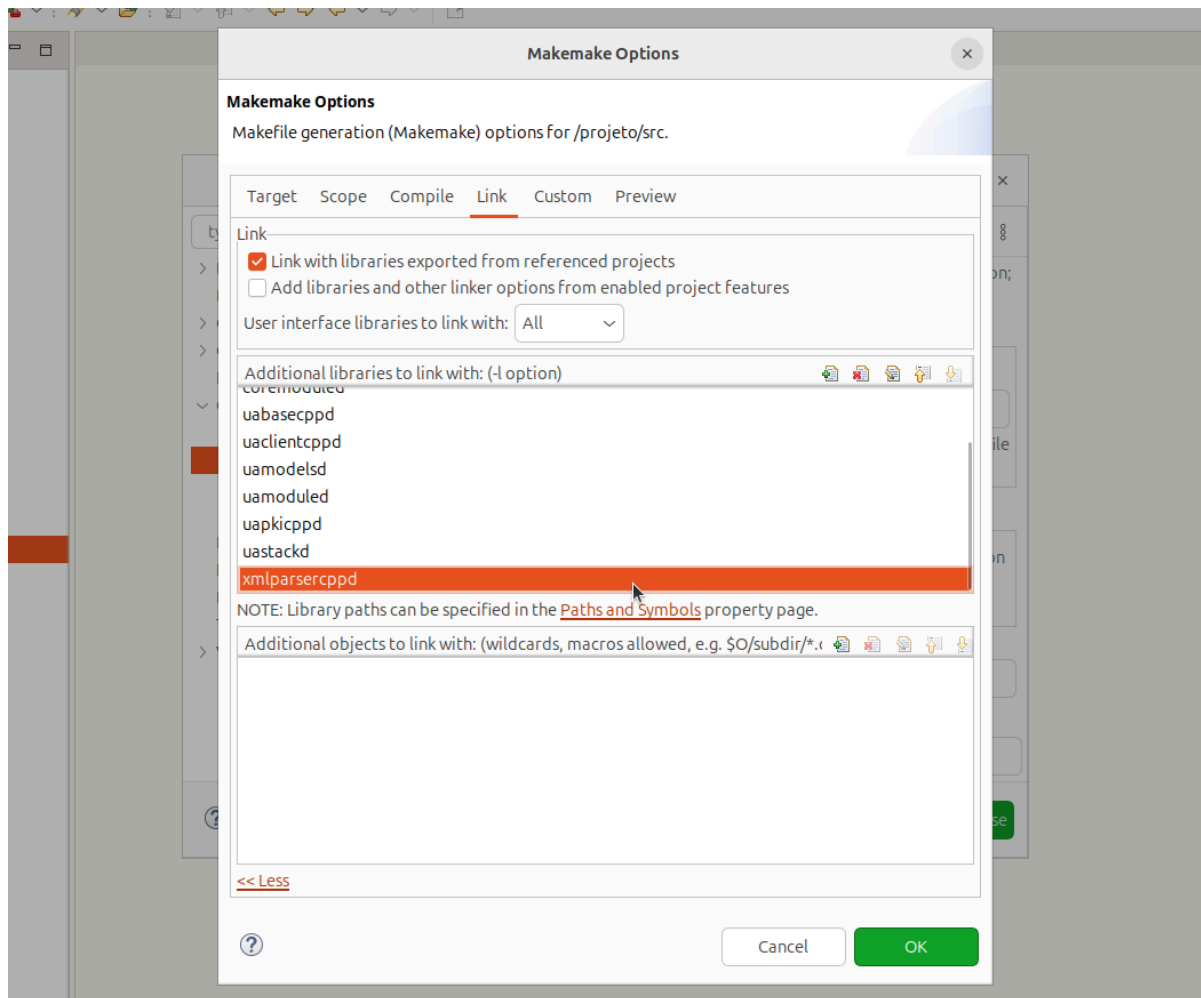 Makemake Options
Makemake Options
Makefile generation (Makemake) options for /projeto/src.
Target Scope Compile Link Custom Preview
Link
Link with libraries exported from referenced projects
Add libraries and other linker options from enabled project features
User interface libraries to link with: All
Additional libraries to link with: (-l option)
coremoduled
uabasecppd
uaclientcppd
uamodelsd
uamoduled
uapkicppd
uastackd
xmlparsercppd
NOTE: Library paths can be specified in the Paths and Symbols property page.
Additional objects to link with: (wildcards, macros allowed, e.g. $O/subdir/*.
<< Less
Cancel OK